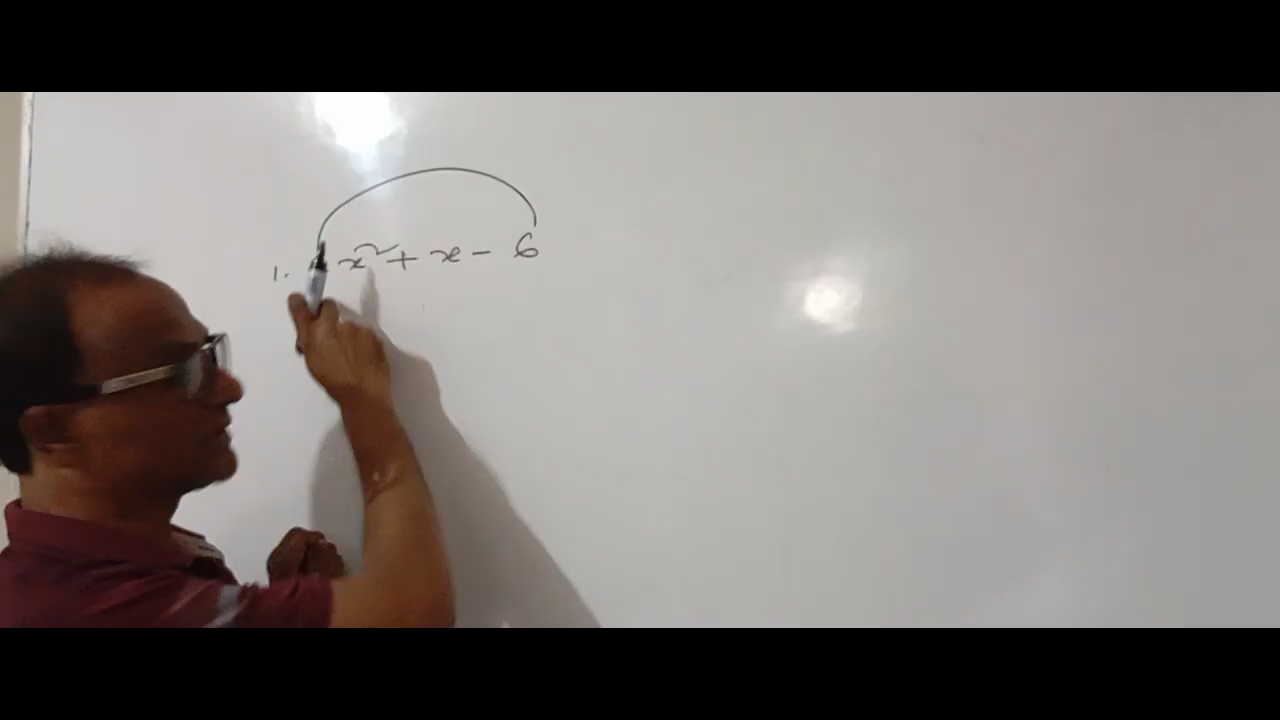 1. x² + x - 6